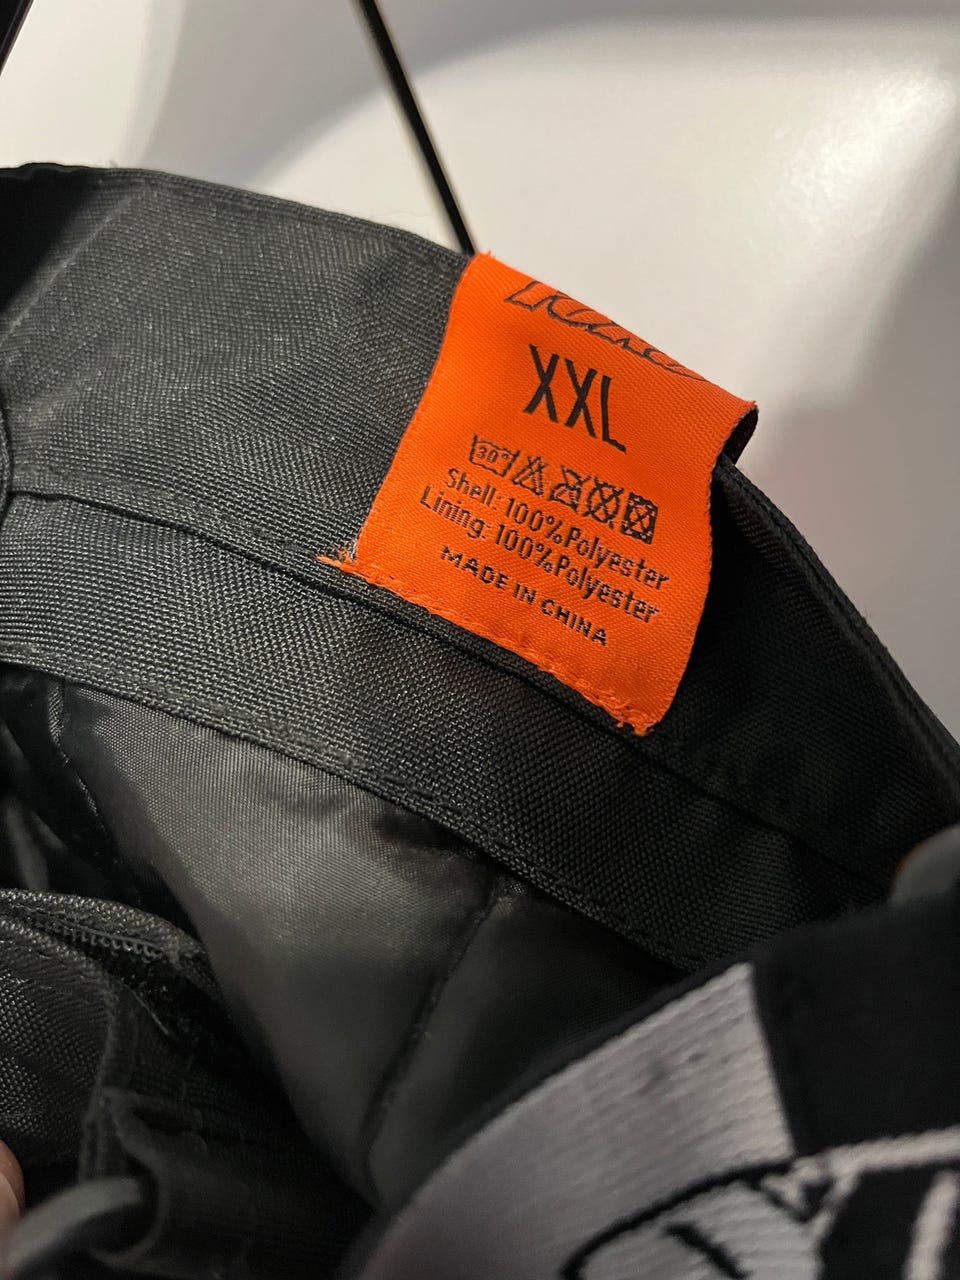 XXL
30°
Shell: 100%Polyester
Lining: 100%Polyester
MADE IN CHINA